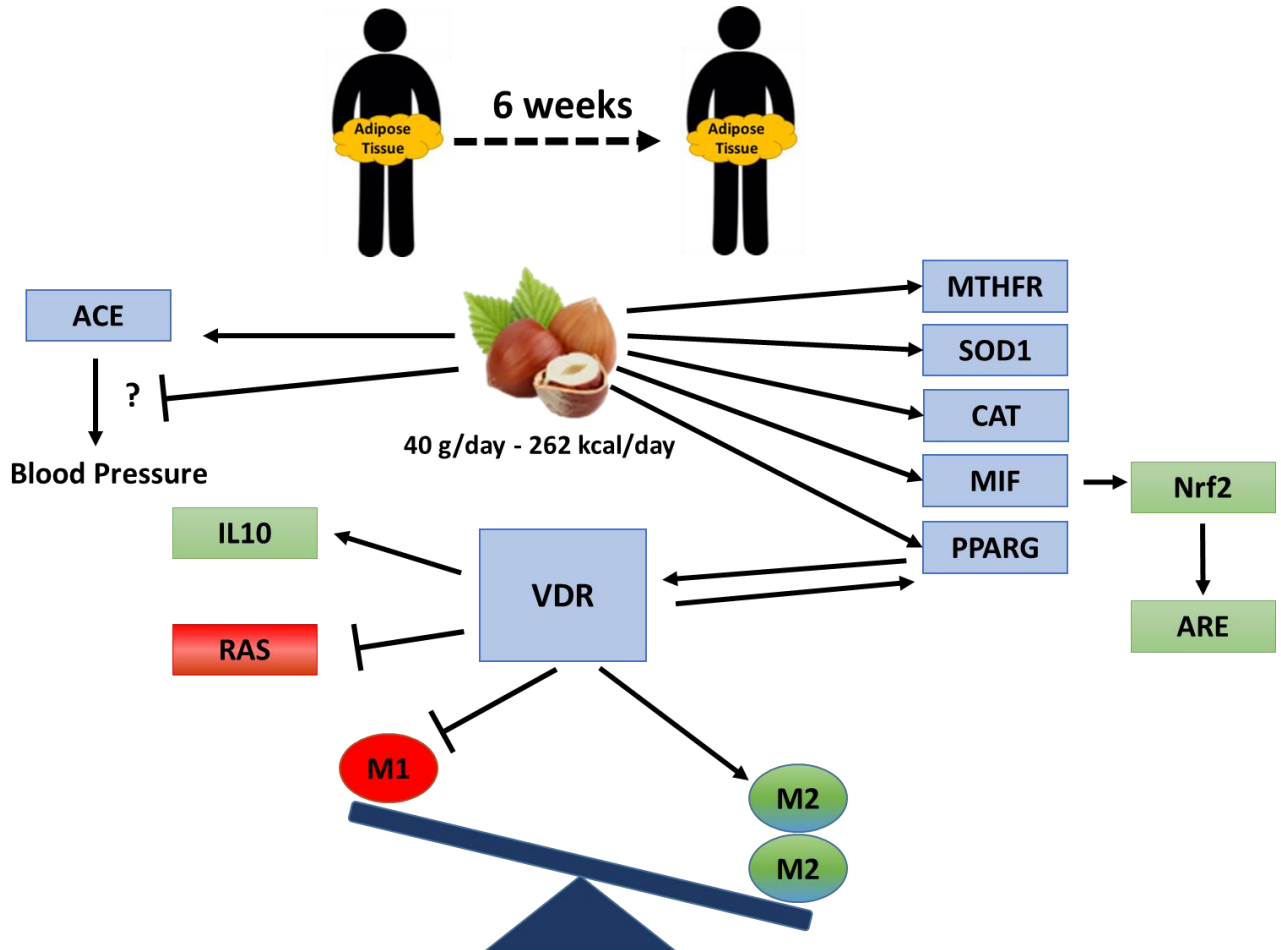 6 weeks
Adipose
Tissue
Adipose
Tissue
MTHFR
ACE
SOD1
CAT
?
40 g/day - 262 kcal/day
Blood Pressure
MIF
Nrf2
IL10
PPARG
VDR
RAS
ARE
M1
M2
M2